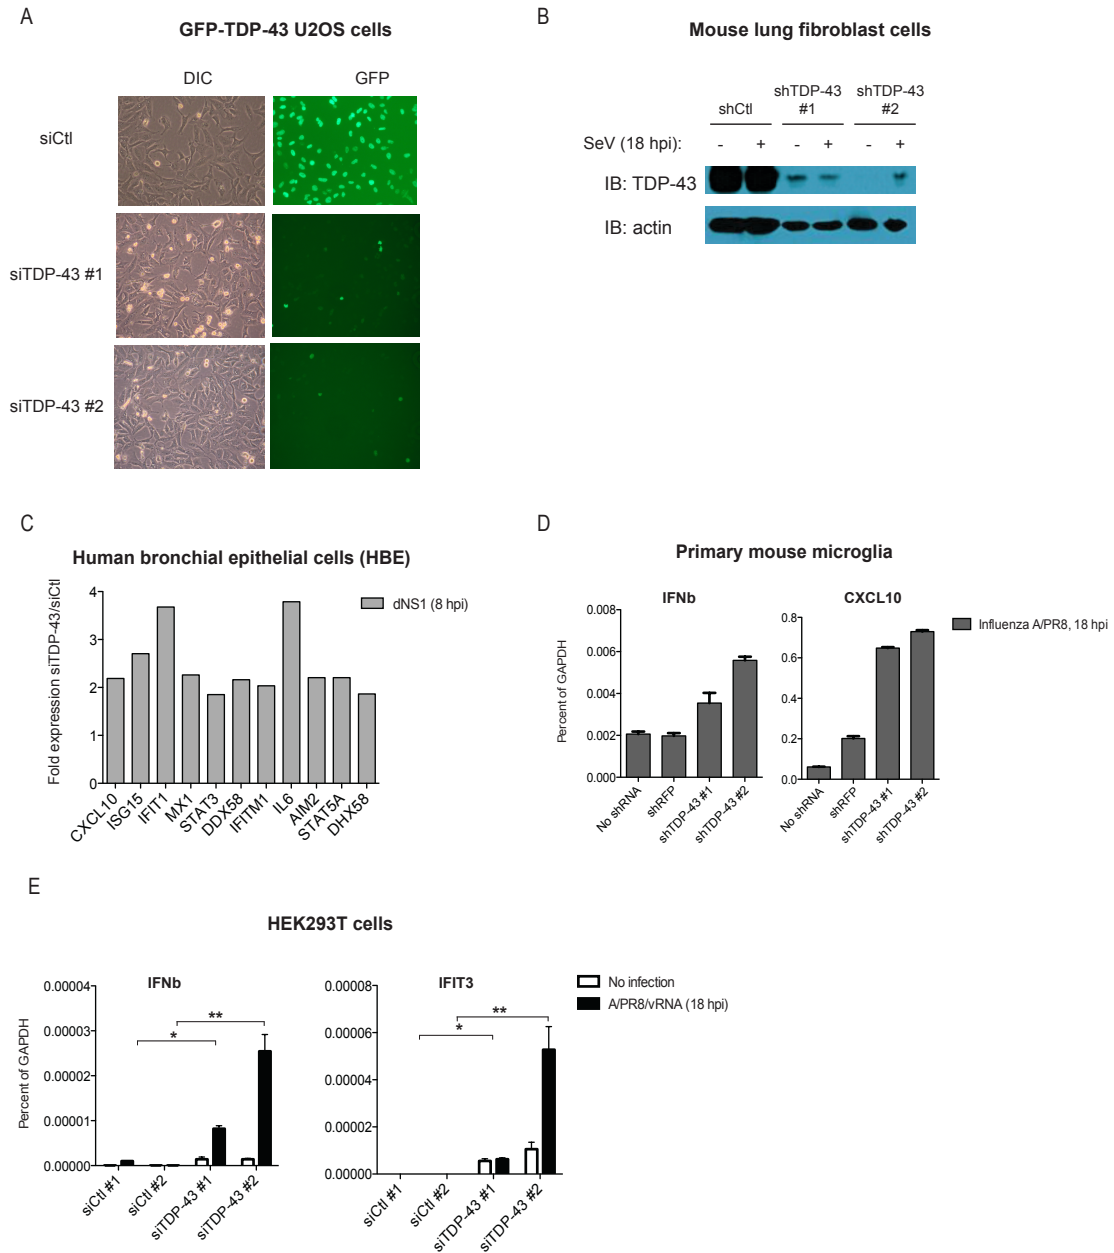 A
GFP-TDP-43 U2OS cells
DIC GFP
siCtl
siTDP-43 #1
siTDP-43 #2
B
Mouse lung fibroblast cells
shCtl shTDP-43 #1 shTDP-43 #2
SeV (18 hpi): - + - + - +
IB: TDP-43
IB: actin
C
Human bronchial epithelial cells (HBE)
Fold expression siTDP-43/siCtl
4
3
2
1
0
CXCL10 ISG15 IFIT1 MX1 STAT3 DDX58 IFITM1 IL6 AIM2 STAT5A DHX58
dNS1 (8 hpi)
D
Primary mouse microglia
IFNb
Percent of GAPDH
0.008
0.006
0.004
0.002
0.000
No shRNA shRFP shTDP-43 #1 shTDP-43 #2
CXCL10
0.8
0.6
0.4
0.2
0.0
No shRNA shRFP shTDP-43 #1 shTDP-43 #2
Influenza A/PR8, 18 hpi
E
HEK293T cells
IFNb
Percent of GAPDH
0.00004
0.00003
0.00002
0.00001
0.00000
**
*
siCtl #1 siCtl #2 siTDP-43 #1 siTDP-43 #2
IFIT3
0.00008
0.00006
0.00004
0.00002
0.00000
**
*
siCtl #1 siCtl #2 siTDP-43 #1 siTDP-43 #2
No infection
A/PR8/vRNA (18 hpi)